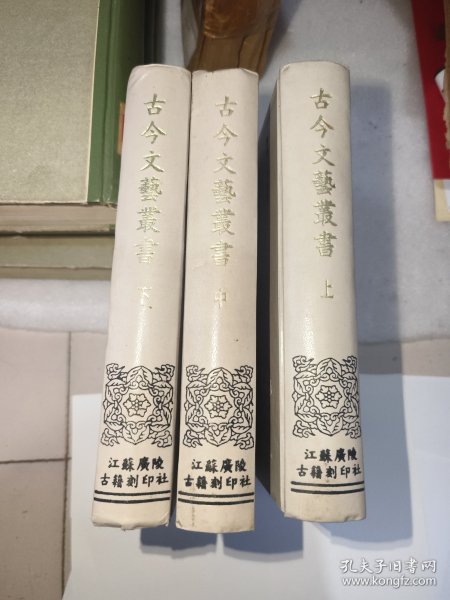 古今文藝叢書 下
江蘇廣陵
古籍刻印社
古今文藝叢書 中
江蘇廣陵
古籍刻印社
古今文藝叢書 上
江蘇廣陵
古籍刻印社
孔夫子旧书网
www.kongfz.com